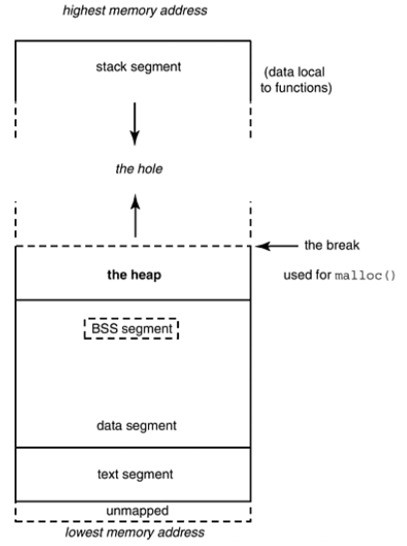 highest memory address
stack segment
(data local
to functions)
the hole
the break
the heap
used for malloc()
BSS segment
data segment
text segment
unmapped
lowest memory address